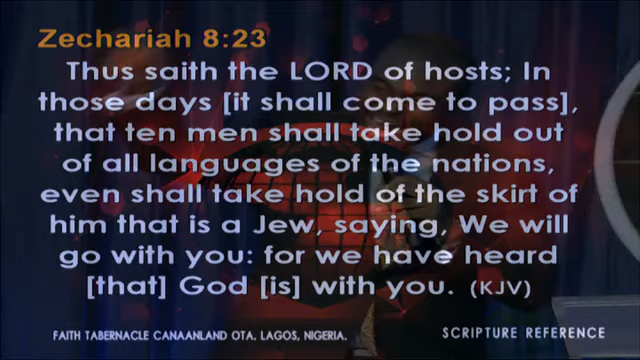 Zechariah 8:23
Thus saith the LORD of hosts; In
those days [it shall come to pass],
that ten men shall take hold out
of all languages of the nations,
even shall take hold of the skirt of
him that is a Jew, saying, We will
go with you: for we have heard
[that] God [is] with you. (KJV)
FAITH TABERNACLE CANAANLAND OTA. LAGOS, NIGERIA.
SCRIPTURE REFERENCE